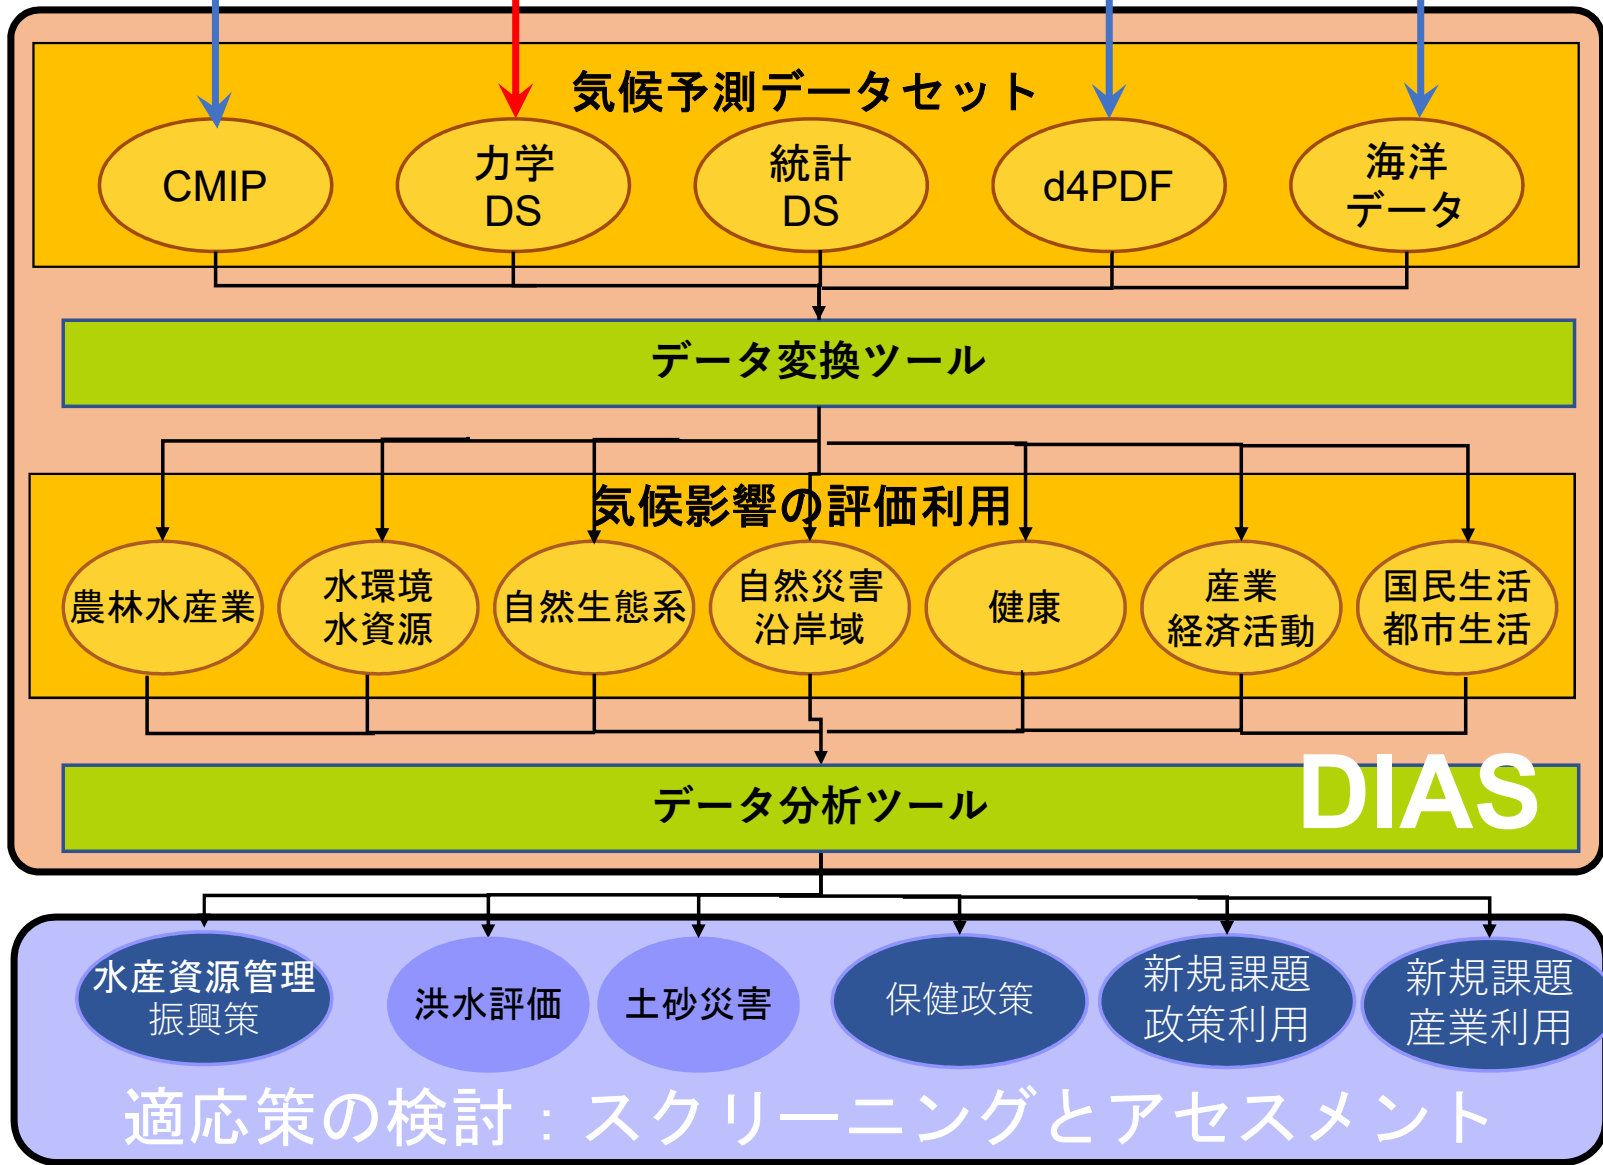 気候予測データセット
CMIP
力学
DS
統計
DS
d4PDF
海洋
データ
データ変換ツール
気候影響の評価利用
農林水産業
水環境
水資源
自然生態系
自然災害
沿岸域
健康
産業
経済活動
国民生活
都市生活
DIAS
データ分析ツール
水産資源管理
振興策
洪水評価
土砂災害
保健政策
新規課題
政策利用
新規課題
産業利用
適応策の検討：スクリーニングとアセスメント